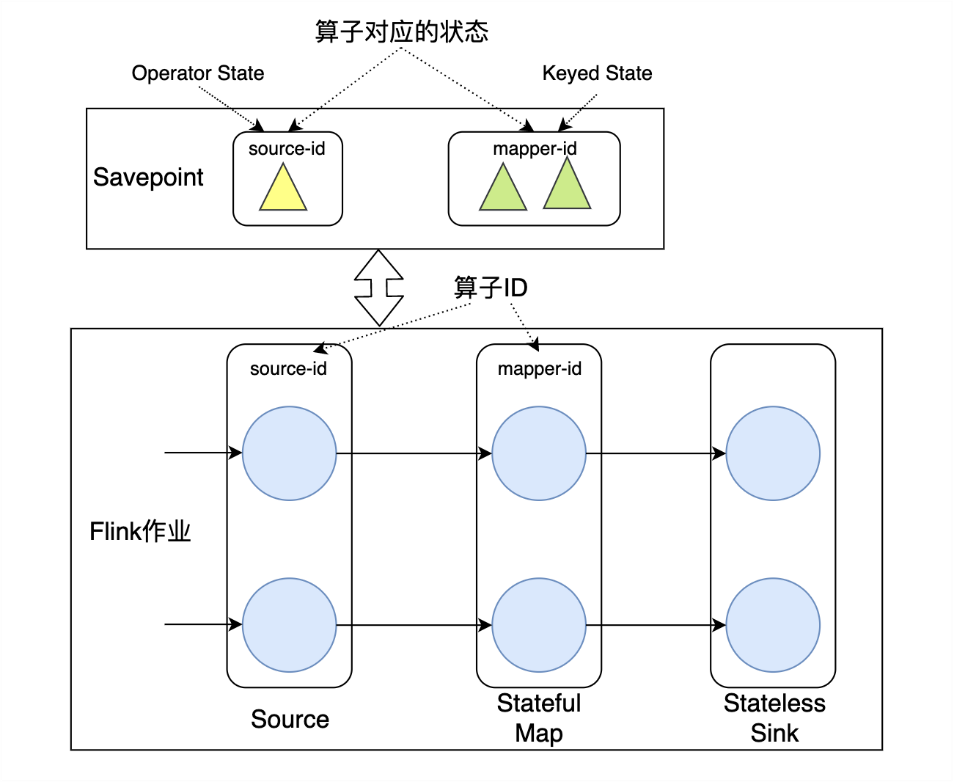 算子对应的状态
Operator State
Keyed State
source-id
mapper-id
Savepoint
算子ID
source-id
mapper-id
Flink作业
Source
Stateful
Map
Stateless
Sink